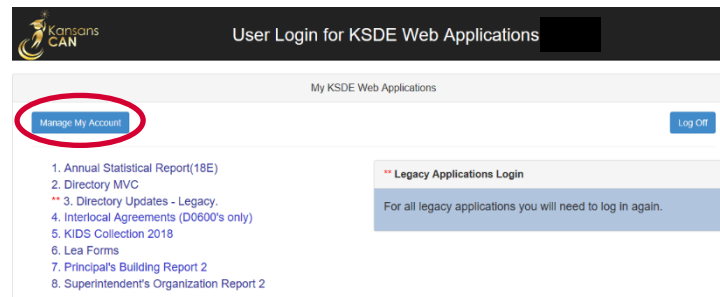 Kansans
CAN
User Login for KSDE Web Applications
My KSDE Web Applications
Manage My Account
Log Off
1. Annual Statistical Report(18E)
2. Directory MVC
** 3. Directory Updates - Legacy.
4. Interlocal Agreements (D0600's only)
5. KIDS Collection 2018
6. Lea Forms
7. Principal's Building Report 2
8. Superintendent's Organization Report 2
** Legacy Applications Login
For all legacy applications you will need to log in again.